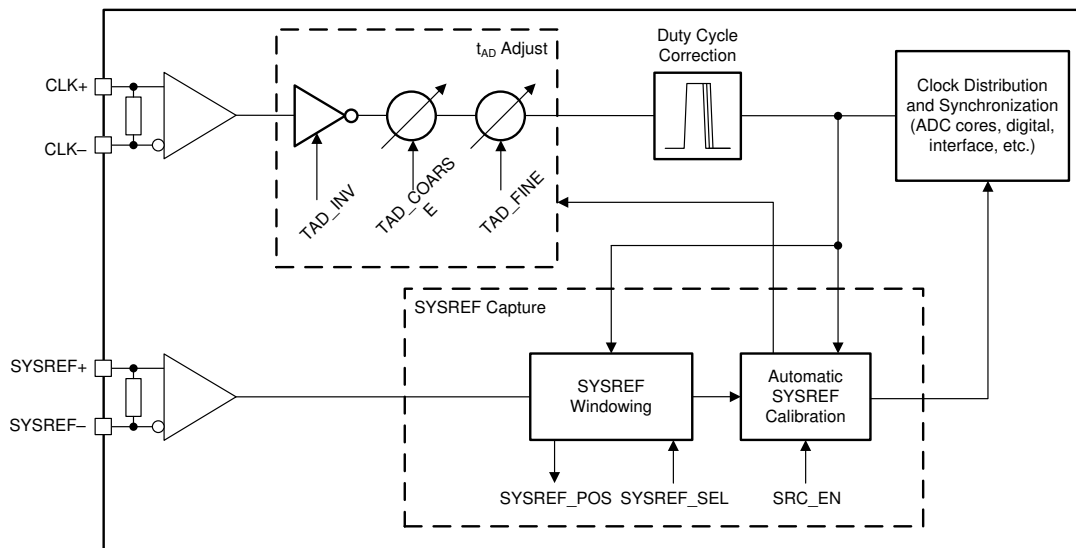 t_AD Adjust
Duty Cycle
Correction
CLK+
CLK–
Clock Distribution
and Synchronization
(ADC cores, digital,
interface, etc.)
TAD_INV
TAD_COARS
E
TAD_FINE
SYSREF Capture
SYSREF+
SYSREF–
SYSREF
Windowing
Automatic
SYSREF
Calibration
SYSREF_POS
SYSREF_SEL
SRC_EN